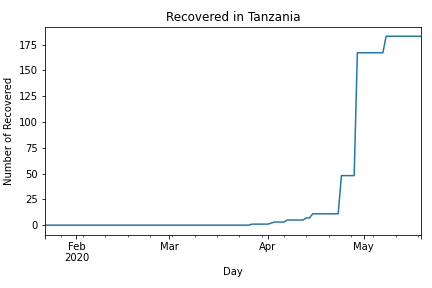 Recovered in Tanzania
Number of Recovered
175
150
125
100
75
50
25
0
Feb
2020
Mar
Apr
May
Day